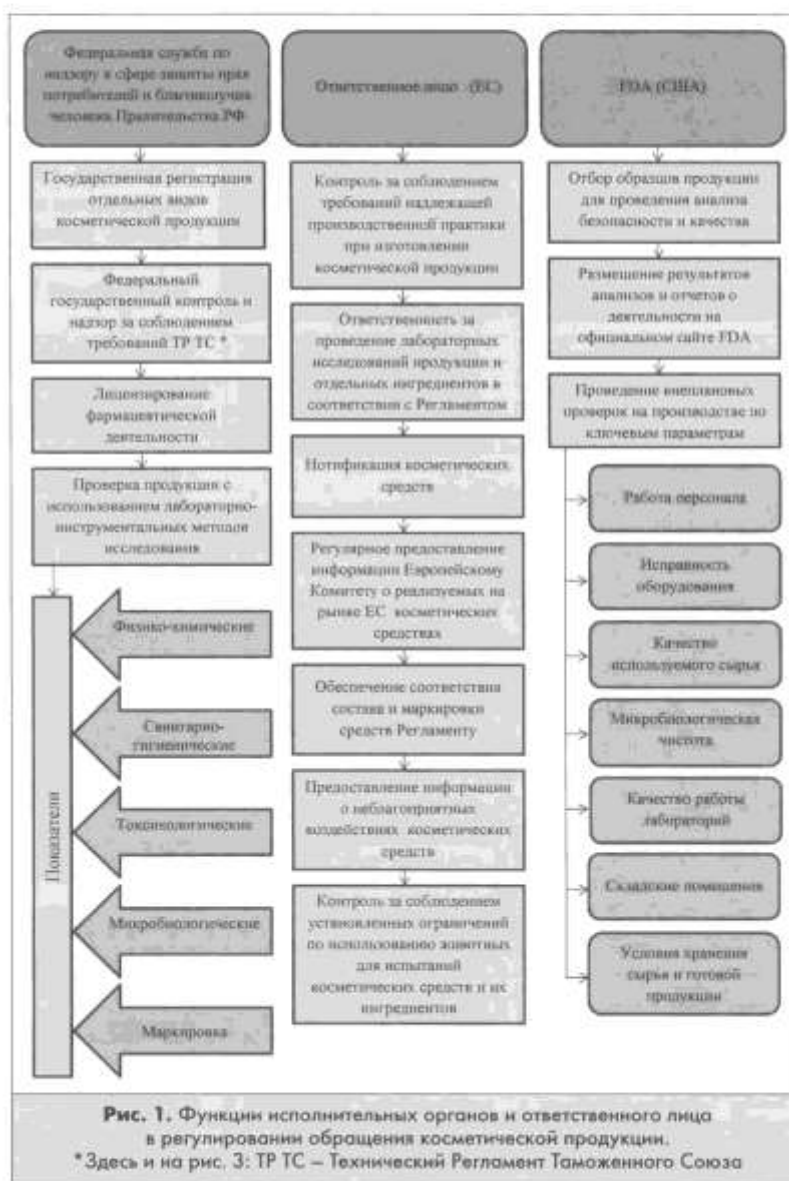 Федеральная служба по
надзору в сфере защиты прав
потребителей и благополучия
человека Правительства РФ
Государственная регистрация
отдельных видов
косметической продукции
Федеральный
государственный контроль и
надзор за соблюдением
требований ТР ТС *
Лицензирование
фармацевтической
деятельности
Проверка продукции с
использованием лабораторно-
инструментальных методов
исследования
Показатели
Физико-химические
Санитарно-
гигиенические
Токсикологические
Микробиологические
Маркировка
Ответственное лицо (ЕС)
Контроль за соблюдением
требований надлежащей
производственной практики
при изготовлении
косметической продукции
Ответственность за
проведение лабораторных
исследований продукции и
отдельных ингредиентов в
соответствии с Регламентом
Нотификация косметических
средств
Регулярное предоставление
информации Европейскому
Комитету о реализуемых на
рынке ЕС косметических
средствах
Обеспечение соответствия
состава и маркировки
средств Регламенту
Предоставление информации
о неблагоприятных
воздействиях косметических
средств
Контроль за соблюдением
установленных ограничений
по использованию животных
для испытаний
косметических средств и их
ингредиентов
FDA (США)
Отбор образцов продукции
для проведения анализа
безопасности и качества
Размещение результатов
анализов и отчетов о
деятельности на
официальном сайте FDA
Проведение внеплановых
проверок на производстве по
ключевым параметрам
Работа персонала
Исправность
оборудования
Качество
используемого сырья
Микробиологическая
чистота
Качество работы
лабораторий
Складские помещения
Условия хранения
сырья и готовой
продукции
Рис. 1. Функции исполнительных органов и ответственного лица
в регулировании обращения косметической продукции.
*Здесь и на рис. 3: ТР ТС – Технический Регламент Таможенного Союза